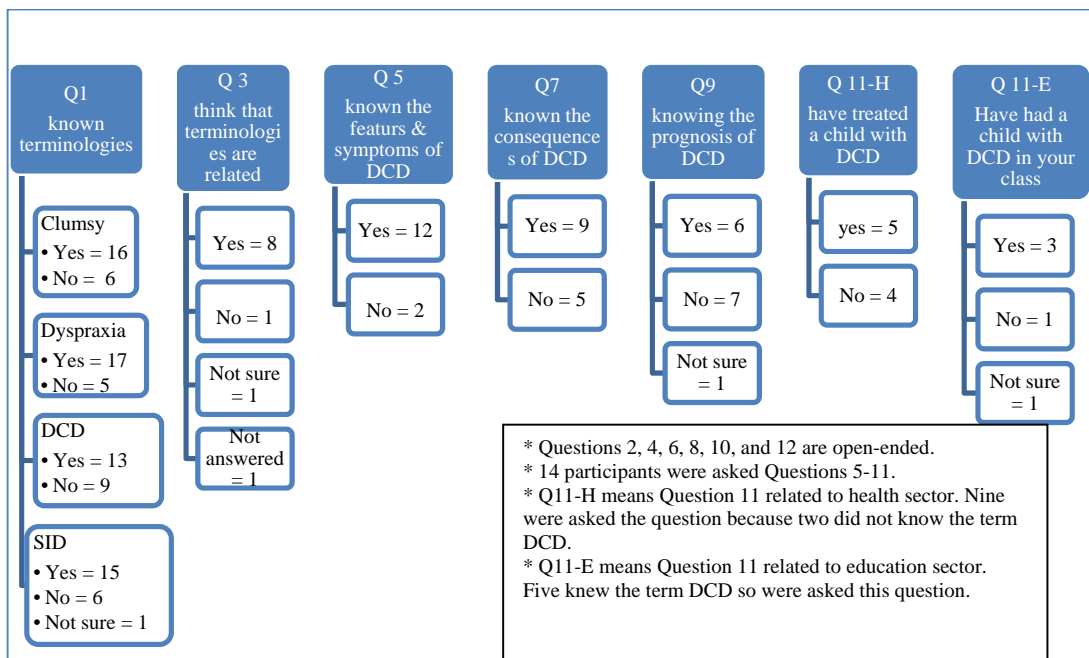 Q1
known
terminologies
Clumsy
• Yes = 16
• No =  6
Dyspraxia
• Yes = 17
• No = 5
DCD
• Yes = 13
• No = 9
SID
• Yes = 15
• No = 6
• Not sure = 1
Q 3
think that
terminologi
es are
related
Yes = 8
No = 1
Not sure
= 1
Not
answered
= 1
Q 5
known the
featurs &
symptoms of
DCD
Yes = 12
No = 2
Q7
known the
consequence
s of DCD
Yes = 9
No = 5
Q9
knowing the
prognosis of
DCD
Yes = 6
No = 7
Not sure
= 1
Q 11-H
have treated
a child with
DCD
yes = 5
No = 4
Q 11-E
Have had a
child with
DCD in your
class
Yes = 3
No = 1
Not sure
= 1
* Questions 2, 4, 6, 8, 10, and 12 are open-ended.
* 14 participants were asked Questions 5-11.
* Q11-H means Question 11 related to health sector. Nine
were asked the question because two did not know the term
DCD.
* Q11-E means Question 11 related to education sector.
Five knew the term DCD so were asked this question.